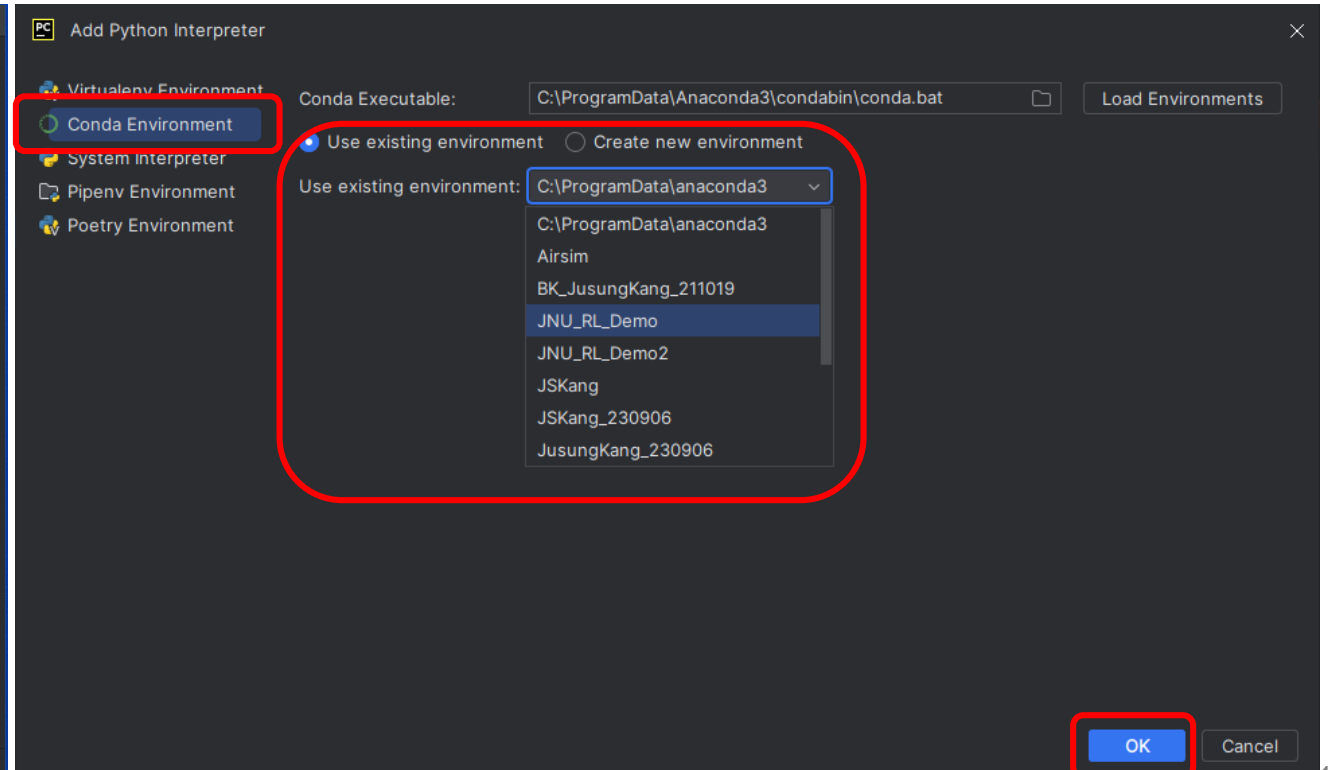 PC Add Python Interpreter
Virtualenv Environment
Conda Environment
System Interpreter
Pipenv Environment
Poetry Environment
Conda Executable: C:\ProgramData\Anaconda3\condabin\conda.bat Load Environments
Use existing environment Create new environment
Use existing environment: C:\ProgramData\anaconda3
C:\ProgramData\anaconda3
Airsim
BK_JusungKang_211019
JNU_RL_Demo
JNU_RL_Demo2
JSKang
JSKang_230906
JusungKang_230906
OK Cancel